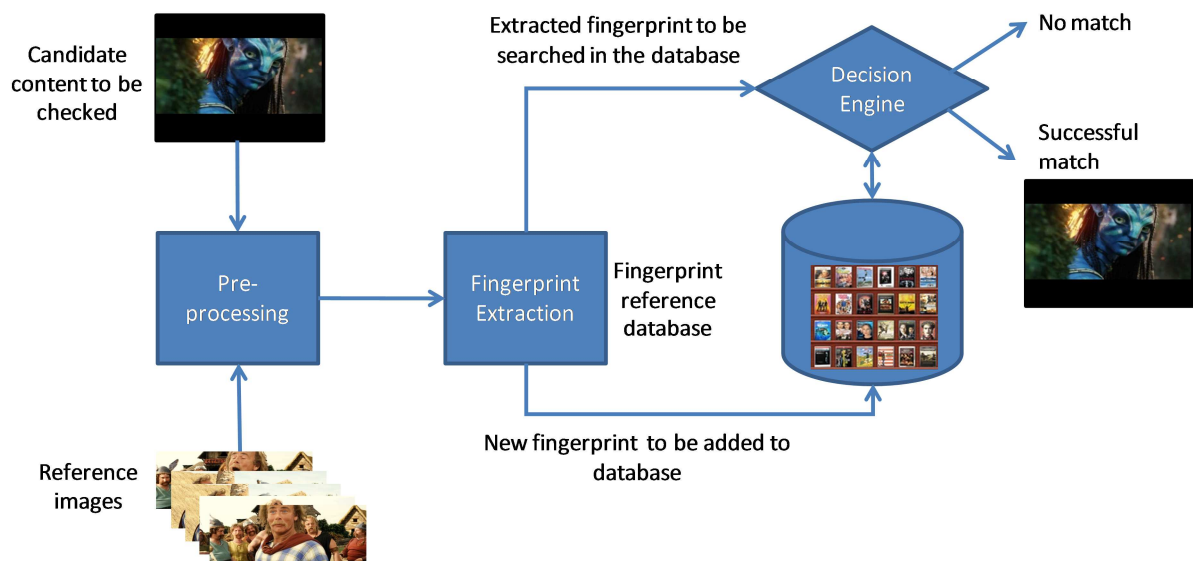 Candidate
content to be
checked
Extracted fingerprint to be
searched in the database
No match
Decision
Engine
Successful
match
Pre-
processing
Fingerprint
Extraction
Fingerprint
reference
database
New fingerprint to be added to
database
Reference
images